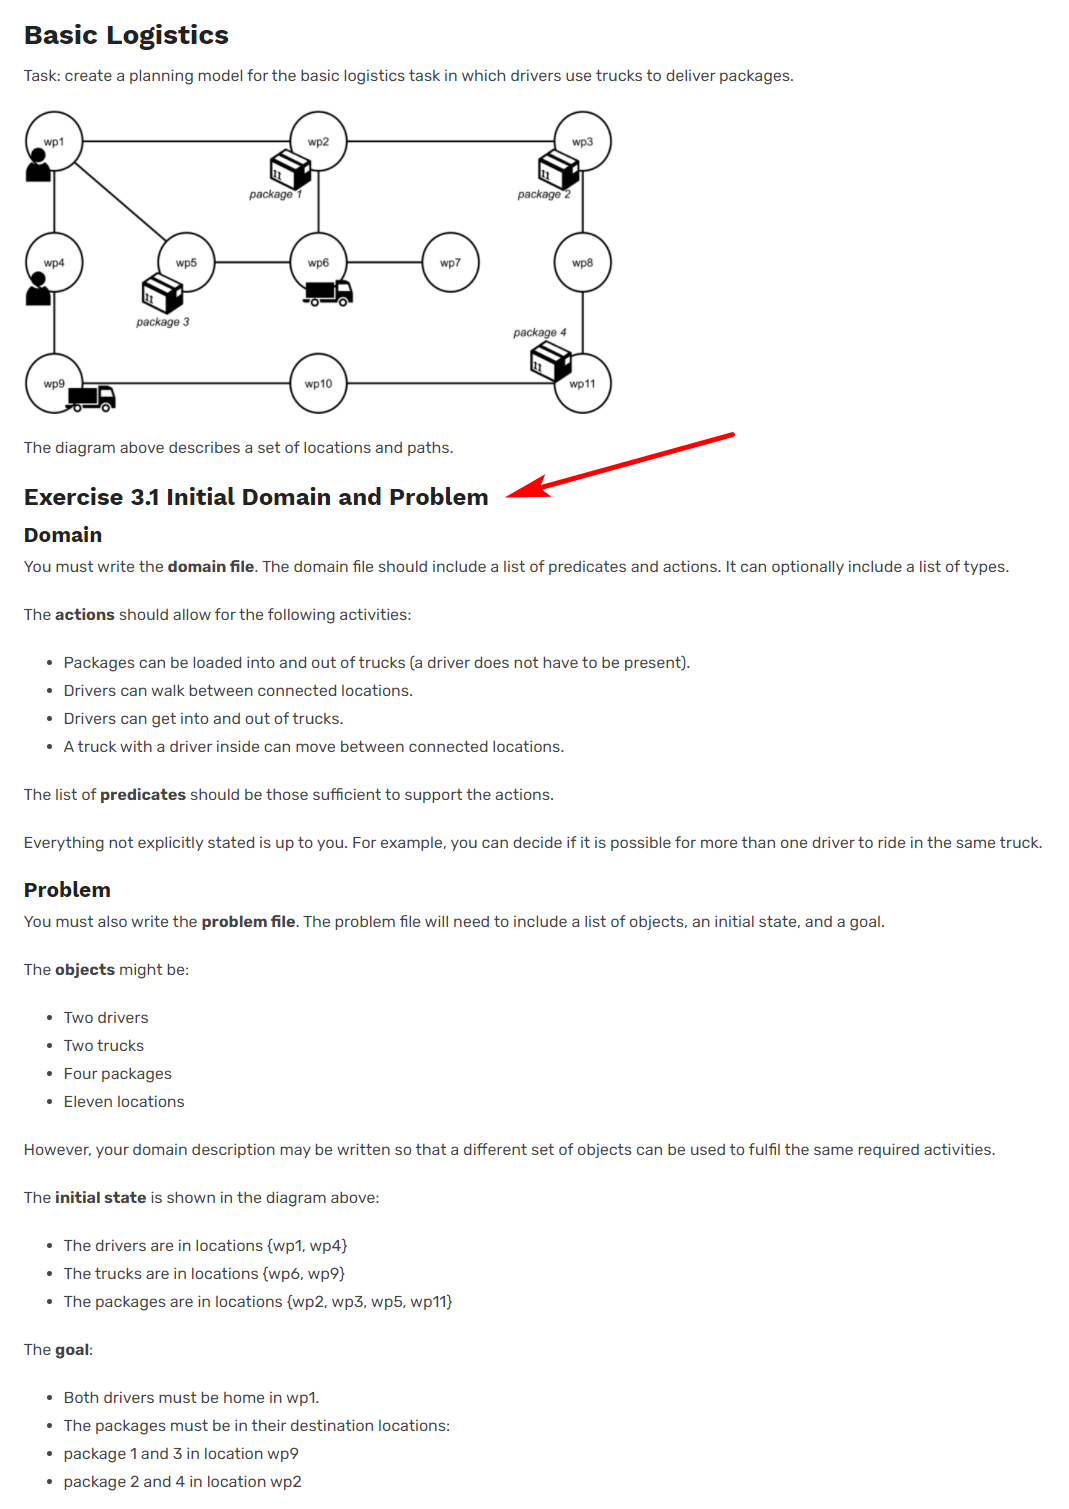 Basic Logistics
Task: create a planning model for the basic logistics task in which drivers use trucks to deliver packages.
wp1
wp2
wp3
package 1
package 2
wp4
wp5
wp6
wp7
wp8
package 3
package 4
wp9
wp10
wp11
The diagram above describes a set of locations and paths.
Exercise 3.1 Initial Domain and Problem
Domain
You must write the domain file. The domain file should include a list of predicates and actions. It can optionally include a list of types.
The actions should allow for the following activities:
• Packages can be loaded into and out of trucks (a driver does not have to be present).
• Drivers can walk between connected locations.
• Drivers can get into and out of trucks.
• A truck with a driver inside can move between connected locations.
The list of predicates should be those sufficient to support the actions.
Everything not explicitly stated is up to you. For example, you can decide if it is possible for more than one driver to ride in the same truck.
Problem
You must also write the problem file. The problem file will need to include a list of objects, an initial state, and a goal.
The objects might be:
• Two drivers
• Two trucks
• Four packages
• Eleven locations
However, your domain description may be written so that a different set of objects can be used to fulfil the same required activities.
The initial state is shown in the diagram above:
• The drivers are in locations {wp1, wp4}
• The trucks are in locations {wp6, wp9}
• The packages are in locations {wp2, wp3, wp5, wp11}
The goal:
• Both drivers must be home in wp1.
• The packages must be in their destination locations:
• package 1 and 3 in location wp9
• package 2 and 4 in location wp2